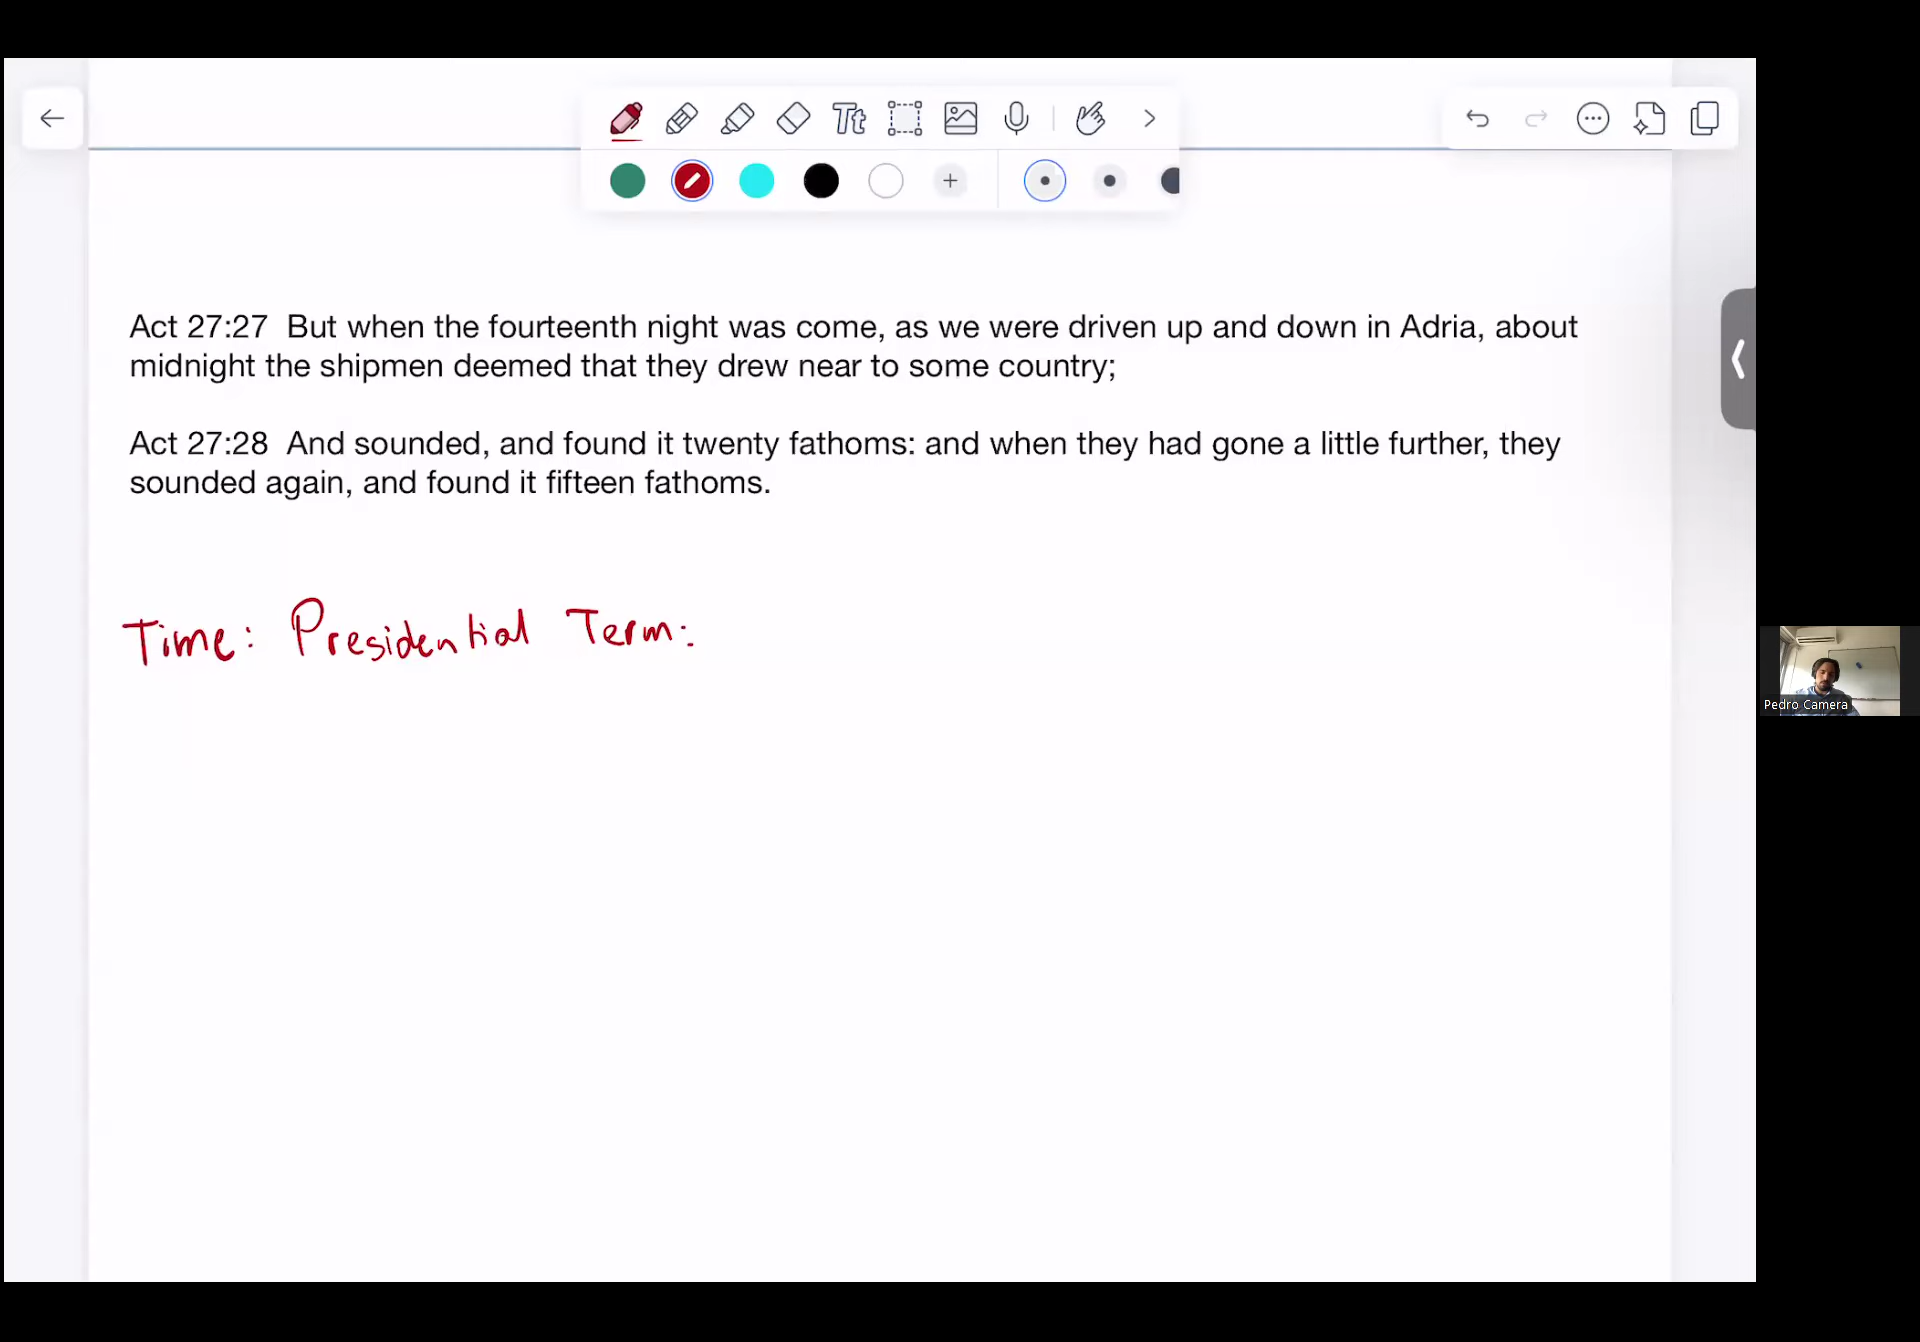 Tt
Act 27:27  But when the fourteenth night was come, as we were driven up and down in Adria, about
midnight the shipmen deemed that they drew near to some country;
Act 27:28  And sounded, and found it twenty fathoms: and when they had gone a little further, they
sounded again, and found it fifteen fathoms.
Time: Presidential Term:
Pedro Camera